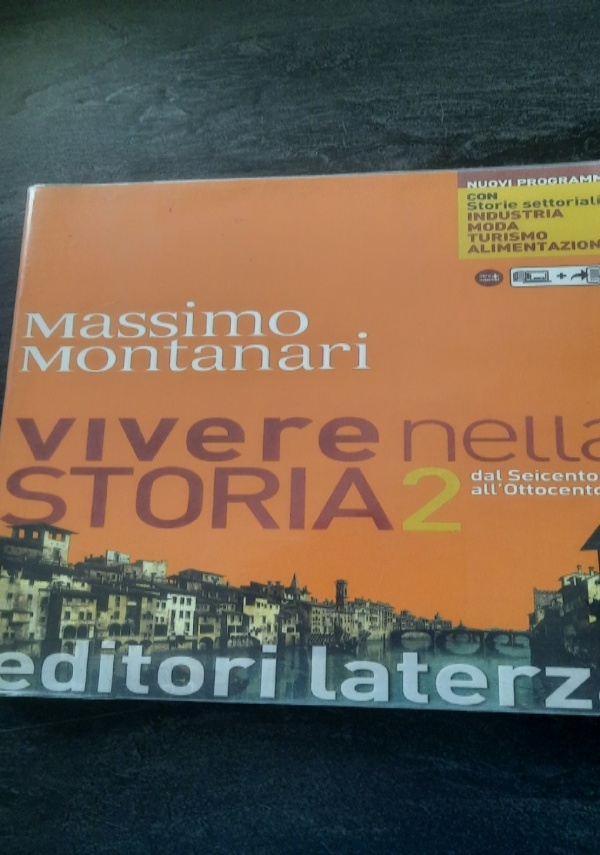 NUOVI PROGRAMM
CON
Storie settoriali
INDUSTRIA
MODA
TURISMO
ALIMENTAZION
Massimo
Montanari
vivere nella
STORIA 2
dal Seicento
all'Ottocento
editori laterza